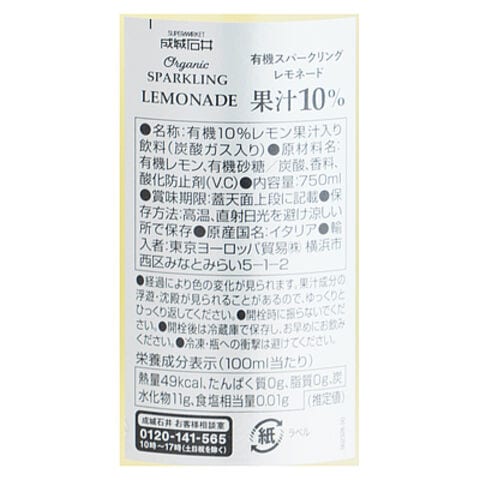 SUPERMARKET
成城石井
Organic
SPARKLING
LEMONADE
有機スパークリング
レモネード
果汁10%
●名称:有機10%レモン果汁入り
飲料(炭酸ガス入り)●原材料名:
有機レモン、有機砂糖/炭酸、香料、
酸化防止剤(V.C)●内容量:750ml
●賞味期限:蓋天面上段に記載●保
存方法:高温、直射日光を避け涼しい
所で保存●原産国名:イタリア●輸
入者:東京ヨーロッパ貿易㈱ 横浜市
西区みなとみらい5-1-2
●経過により色の変化が見られます。果汁成分の
浮遊・沈殿が見られることがあるので、ゆっくりと
ひっくり返してください。●開栓時に振らないでくだ
さい。●開栓後は冷蔵庫で保存し、お早めにお飲み
ください。●冷凍・瓶への衝撃は避けてください。
栄養成分表示(100ml当たり)
熱量49kcal、たんぱく質0g、脂質0g、炭
水化物11g、食塩相当量0.01g (推定値)
成城石井 お客様相談室
0120-141-565
10時~17時(土日祝を除く)
紙
ラベル